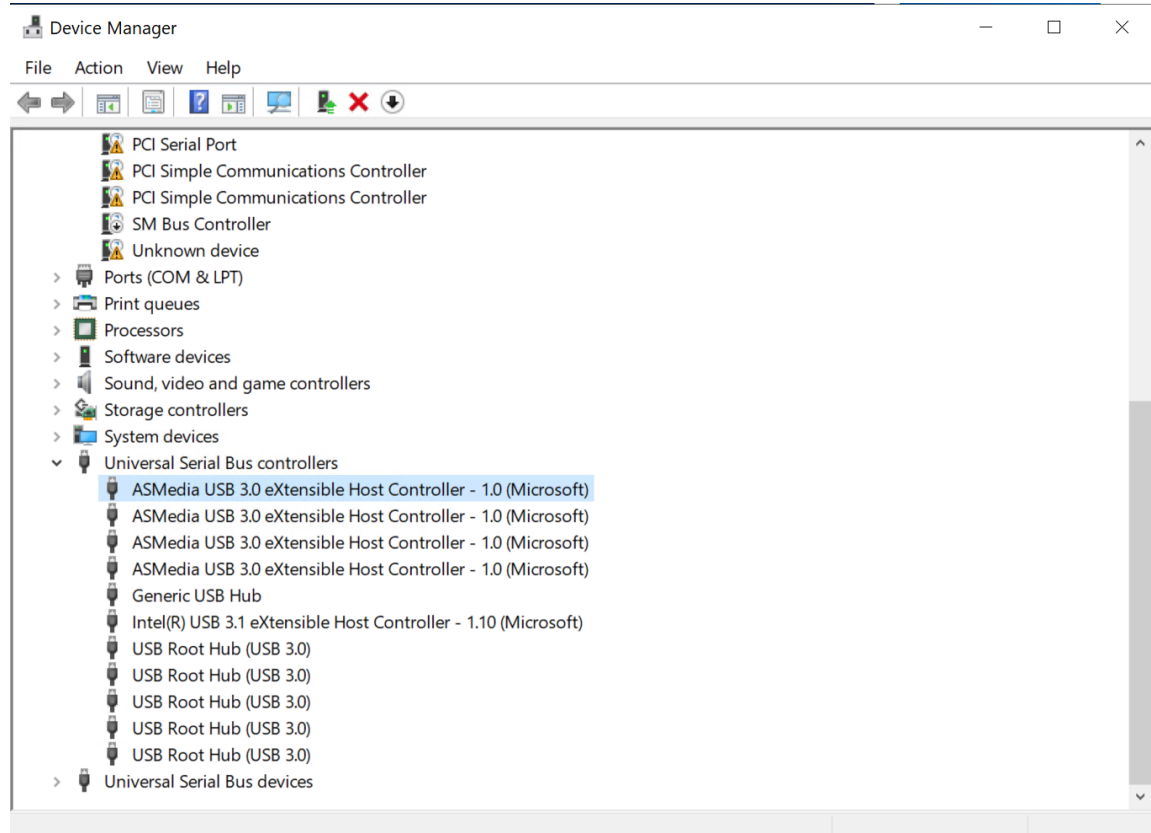 Device Manager
File Action View Help
PCI Serial Port
PCI Simple Communications Controller
PCI Simple Communications Controller
SM Bus Controller
Unknown device
Ports (COM & LPT)
Print queues
Processors
Software devices
Sound, video and game controllers
Storage controllers
System devices
Universal Serial Bus controllers
ASMedia USB 3.0 eXtensible Host Controller - 1.0 (Microsoft)
ASMedia USB 3.0 eXtensible Host Controller - 1.0 (Microsoft)
ASMedia USB 3.0 eXtensible Host Controller - 1.0 (Microsoft)
ASMedia USB 3.0 eXtensible Host Controller - 1.0 (Microsoft)
Generic USB Hub
Intel(R) USB 3.1 eXtensible Host Controller - 1.10 (Microsoft)
USB Root Hub (USB 3.0)
USB Root Hub (USB 3.0)
USB Root Hub (USB 3.0)
USB Root Hub (USB 3.0)
USB Root Hub (USB 3.0)
Universal Serial Bus devices